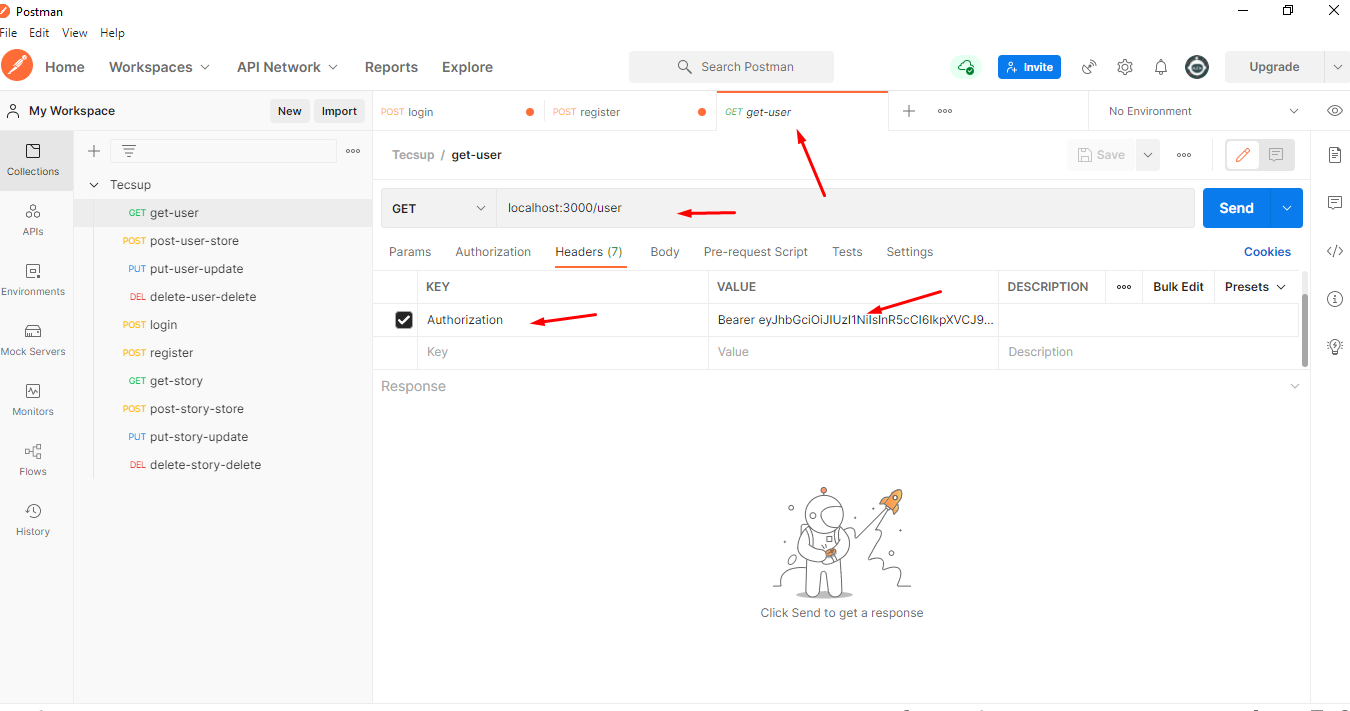 Postman
File Edit View Help
Home Workspaces API Network Reports Explore Search Postman Invite Upgrade
My Workspace New Import POST login POST register GET get-user No Environment
Tecsup / get-user Save
Collections
Tecsup
GET localhost:3000/user Send
GET get-user
APIs
POST post-user-store
Params Authorization Headers (7) Body Pre-request Script Tests Settings Cookies
PUT put-user-update
KEY VALUE DESCRIPTION Bulk Edit Presets
Environments
DEL delete-user-delete
Authorization Bearer eyJhbGciOiJIUzI1NiIsInR5cCI6IkpXVCJ9...
POST login
Mock Servers
POST register
Key Value Description
GET get-story
Response
Monitors
POST post-story-store
PUT put-story-update
Flows
DEL delete-story-delete
History
Click Send to get a response